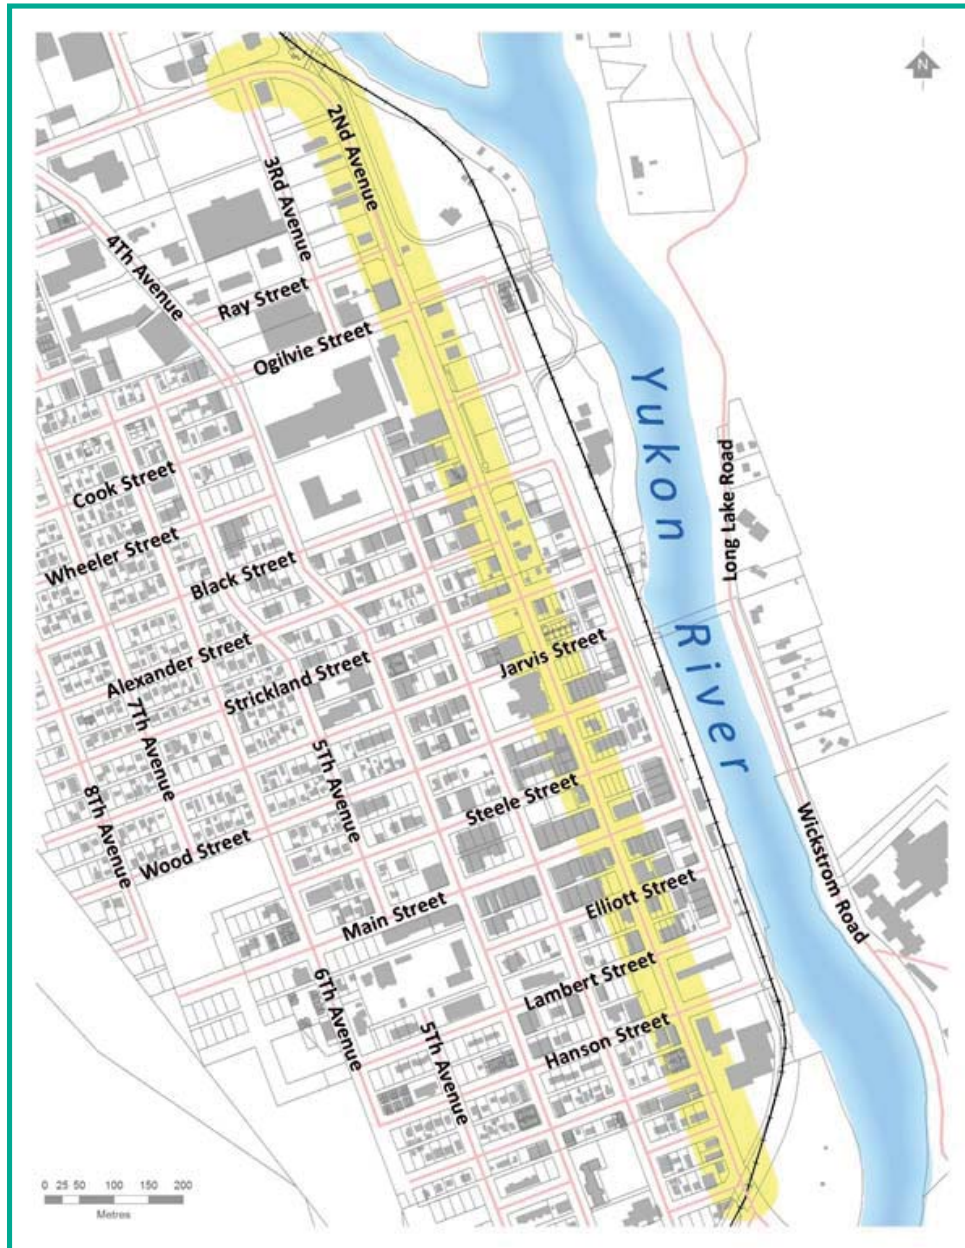 N
2Nd Avenue
3Rd Avenue
4Th Avenue
Ray Street
Ogilvie Street
Yukon River
Long Lake Road
Cook Street
Wheeler Street
Black Street
Alexander Street
Strickland Street
Jarvis Street
7Th Avenue
8Th Avenue
5Th Avenue
Steele Street
Wood Street
Wickstrom Road
Main Street
Elliott Street
Lambert Street
6Th Avenue
5Th Avenue
Hanson Street
0 25 50 100 150 200
Metres